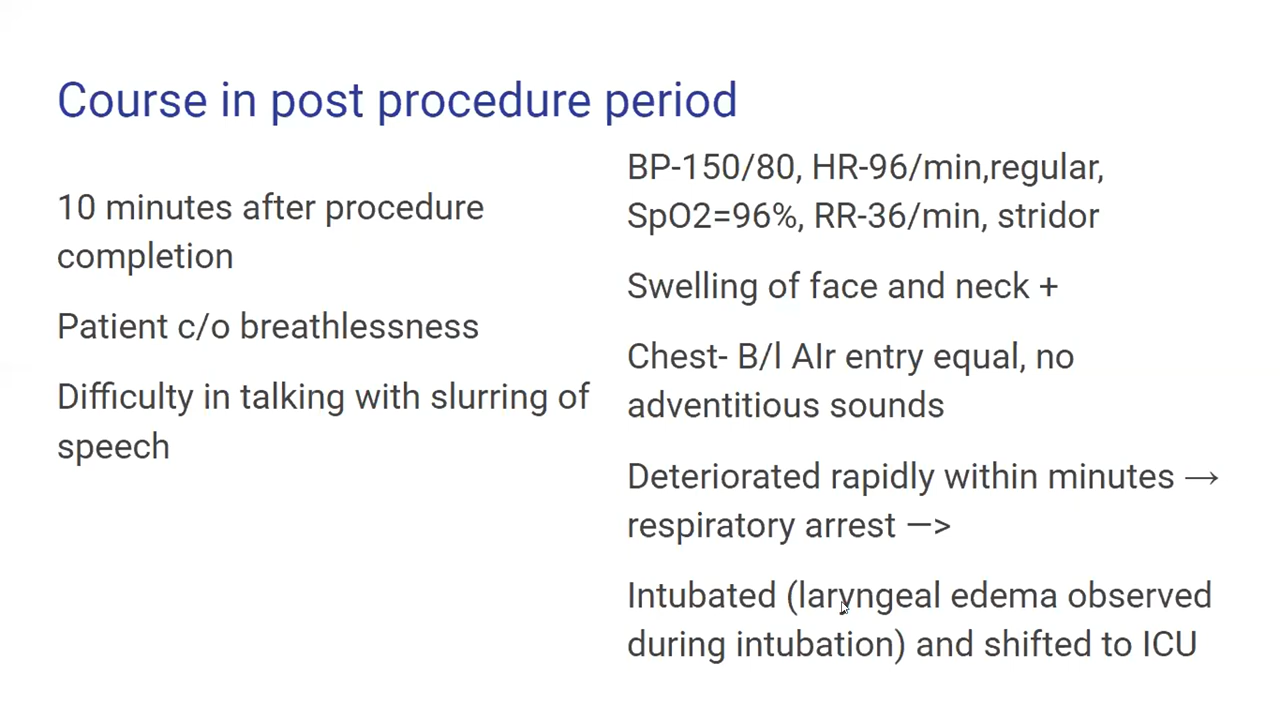 Course in post procedure period
10 minutes after procedure
completion
Patient c/o breathlessness
Difficulty in talking with slurring of
speech
BP-150/80, HR-96/min,regular,
SpO2=96%, RR-36/min, stridor
Swelling of face and neck +
Chest- B/l AIr entry equal, no
adventitious sounds
Deteriorated rapidly within minutes →
respiratory arrest —>
Intubated (laryngeal edema observed
during intubation) and shifted to ICU